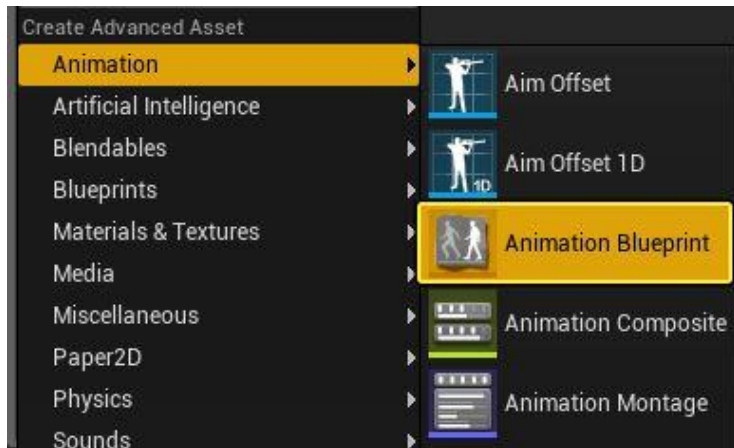 Create Advanced Asset
Animation
Artificial Intelligence
Blendables
Blueprints
Materials & Textures
Media
Miscellaneous
Paper2D
Physics
Sounds
Aim Offset
1D
Aim Offset 1D
Animation Blueprint
Animation Composite
Animation Montage